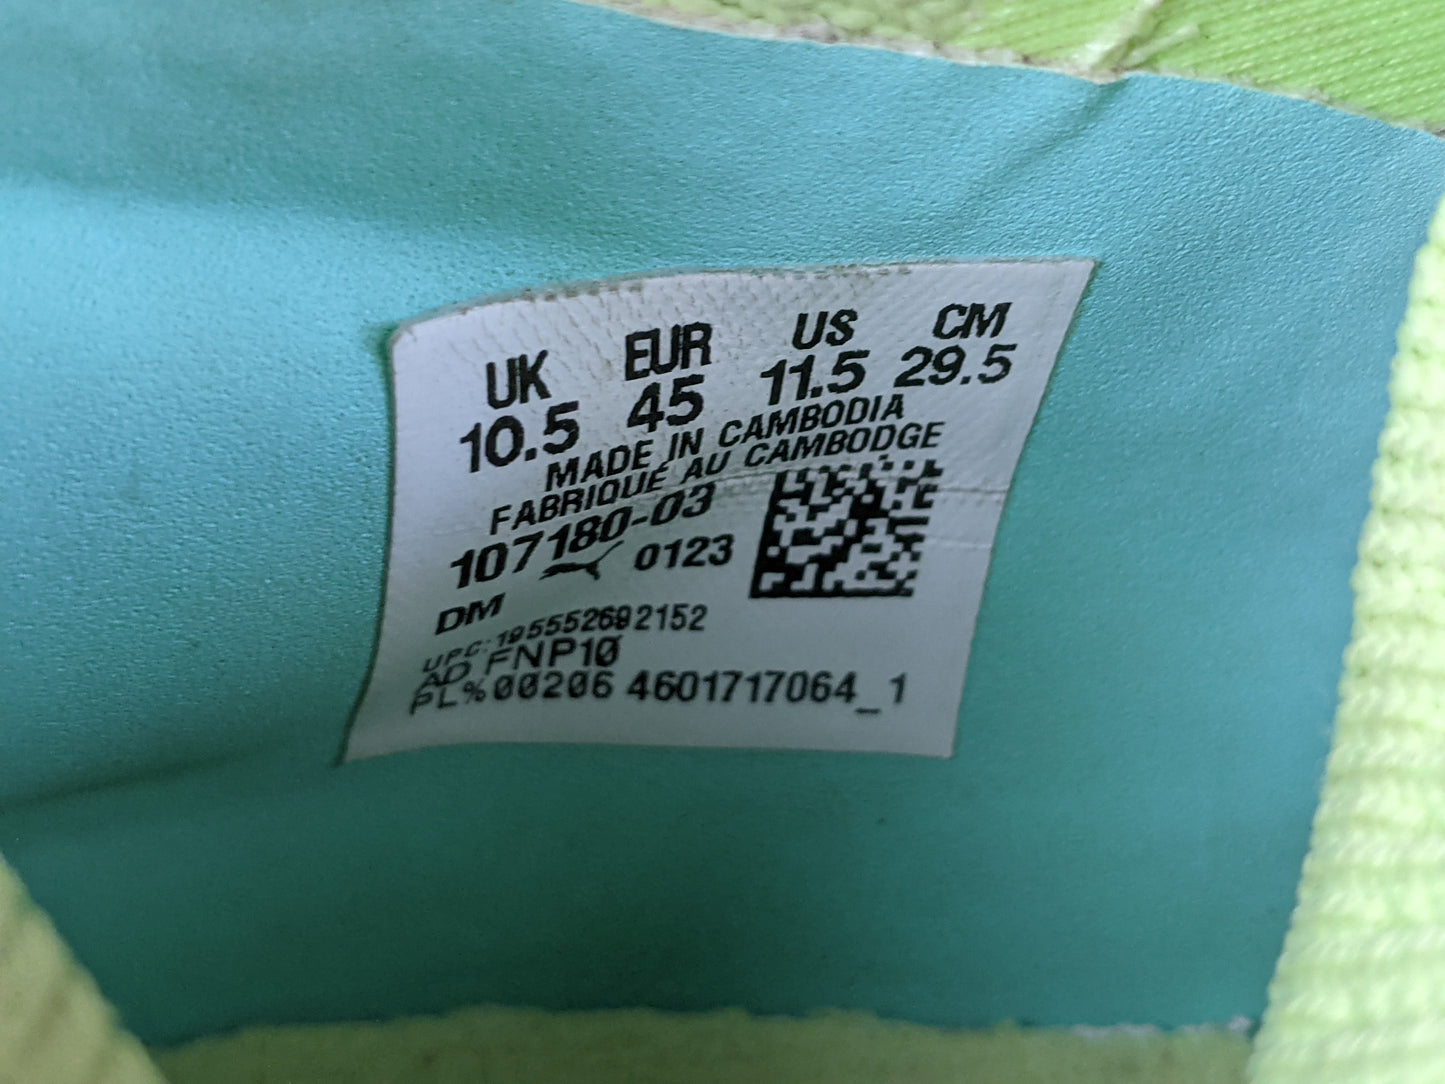 UK EUR US CM
10.5 45 11.5 29.5
MADE IN CAMBODIA
FABRIQUÉ AU CAMBODGE
107180-03
0123
DM
UPC: 195552692152
AD FNP10
PL%00206 4601717064_1